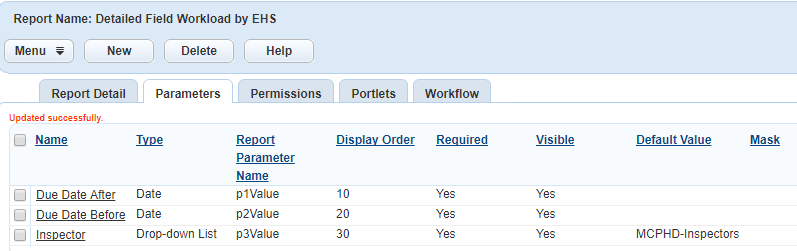 Report Name: Detailed Field Workload by EHS
Menu New Delete Help
Report Detail Parameters Permissions Portlets Workflow
Updated successfully.
Name Type Report Parameter Name Display Order Required Visible Default Value Mask
Due Date After Date p1Value 10 Yes Yes
Due Date Before Date p2Value 20 Yes Yes
Inspector Drop-down List p3Value 30 Yes Yes MCPHD-Inspectors